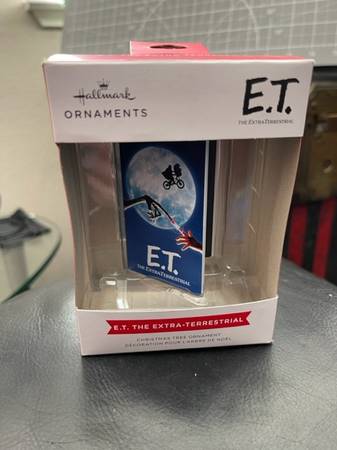 Hallmark
ORNAMENTS
E.T.
THE EXTRA-TERRESTRIAL
E.T.
THE EXTRA-TERRESTRIAL
E.T. THE EXTRA-TERRESTRIAL
CHRISTMAS TREE ORNAMENT
DÉCORATION POUR L'ARBRE DE NOËL